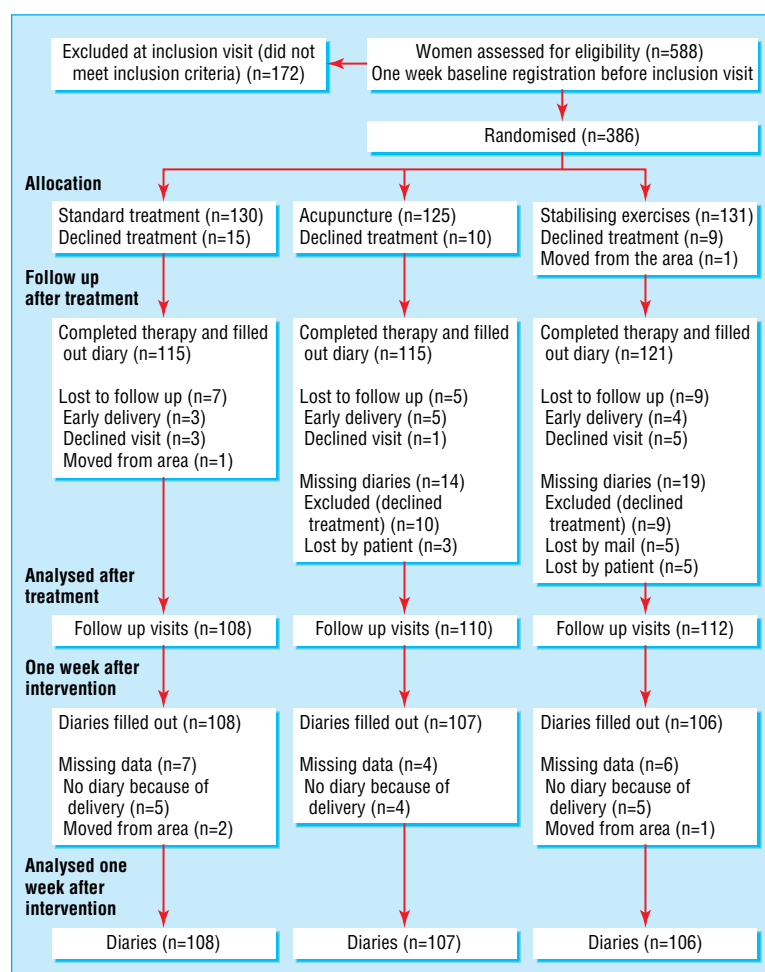 Excluded at inclusion visit (did not
meet inclusion criteria) (n=172)
Women assessed for eligibility (n=588)
One week baseline registration before inclusion visit
Randomised (n=386)
Allocation
Standard treatment (n=130)
Declined treatment (n=15)
Acupuncture (n=125)
Declined treatment (n=10)
Stabilising exercises (n=131)
Declined treatment (n=9)
Moved from the area (n=1)
Follow up
after treatment
Completed therapy and filled
out diary (n=115)
Lost to follow up (n=7)
Early delivery (n=3)
Declined visit (n=3)
Moved from area (n=1)
Completed therapy and filled
out diary (n=115)
Lost to follow up (n=5)
Early delivery (n=5)
Declined visit (n=1)
Missing diaries (n=14)
Excluded (declined
treatment) (n=10)
Lost by patient (n=3)
Completed therapy and filled
out diary (n=121)
Lost to follow up (n=9)
Early delivery (n=4)
Declined visit (n=5)
Missing diaries (n=19)
Excluded (declined
treatment) (n=9)
Lost by mail (n=5)
Lost by patient (n=5)
Analysed after
treatment
Follow up visits (n=108)
Follow up visits (n=110)
Follow up visits (n=112)
One week after
intervention
Diaries filled out (n=108)
Missing data (n=7)
No diary because of
delivery (n=5)
Moved from area (n=2)
Diaries filled out (n=107)
Missing data (n=4)
No diary because of
delivery (n=4)
Diaries filled out (n=106)
Missing data (n=6)
No diary because of
delivery (n=5)
Moved from area (n=1)
Analysed one
week after
intervention
Diaries (n=108)
Diaries (n=107)
Diaries (n=106)